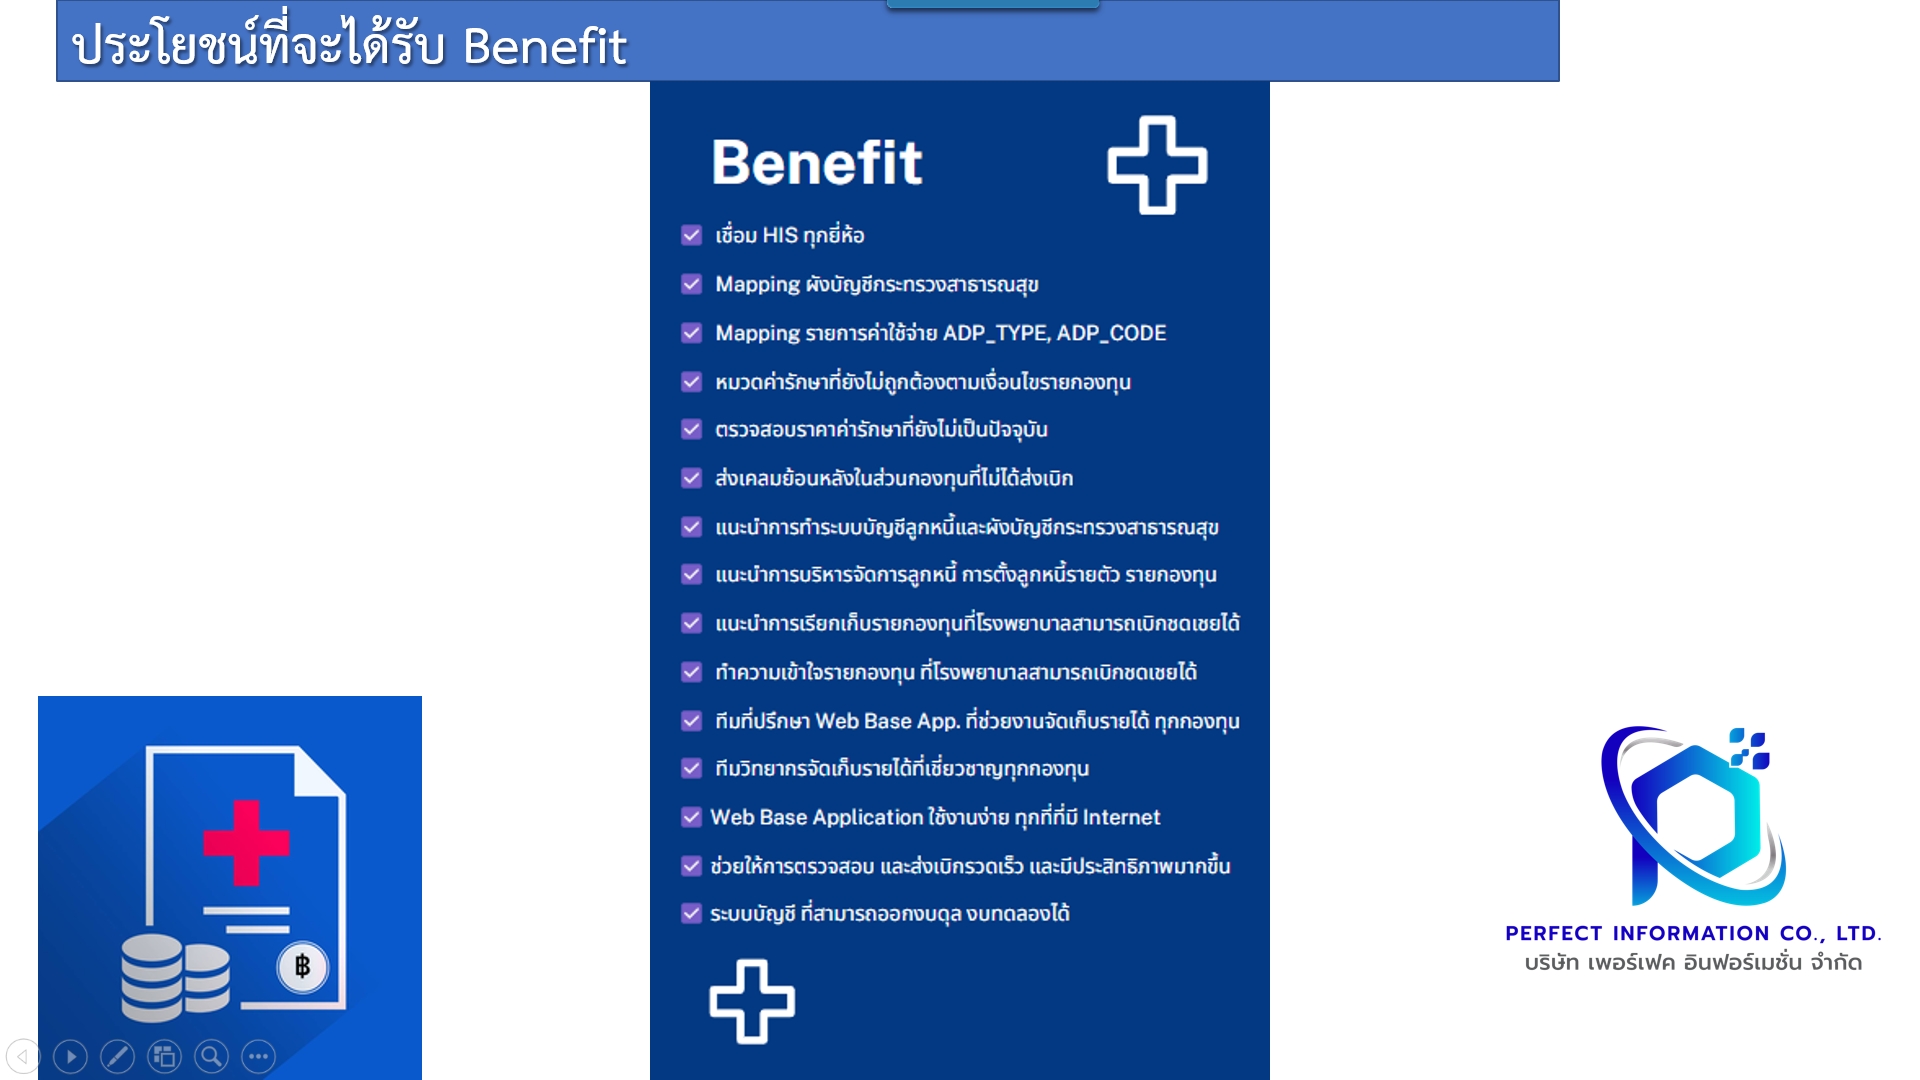 ประโยชน์ที่จะได้รับ Benefit
Benefit
เชื่อม HIS ทุกยี่ห้อ
Mapping ผังบัญชีกระทรวงสาธารณสุข
Mapping รายการค่าใช้จ่าย ADP_TYPE, ADP_CODE
หมวดค่ารักษาที่ยังไม่ถูกต้องตามเงื่อนไขรายกองทุน
ตรวจสอบราคาค่ารักษาที่ยังไม่เป็นปัจจุบัน
ส่งเคลมย้อนหลังในส่วนกองทุนที่ไม่ได้ส่งเบิก
แนะนำการทำระบบบัญชีลูกหนี้และผังบัญชีกระทรวงสาธารณสุข
แนะนำการบริหารจัดการลูกหนี้ การตั้งลูกหนี้รายตัว รายกองทุน
แนะนำการเรียกเก็บรายกองทุนที่โรงพยาบาลสามารถเบิกชดเชยได้
ทำความเข้าใจรายกองทุน ที่โรงพยาบาลสามารถเบิกชดเชยได้
ทีมที่ปรึกษา Web Base App. ที่ช่วยงานจัดเก็บรายได้ ทุกกองทุน
ทีมวิทยากรจัดเก็บรายได้ที่เชี่ยวชาญทุกกองทุน
Web Base Application ใช้งานง่าย ทุกที่ที่มี Internet
ช่วยให้การตรวจสอบ และส่งเบิกรวดเร็ว และมีประสิทธิภาพมากขึ้น
ระบบบัญชี ที่สามารถออกงบดุล งบทดลองได้
฿
PERFECT INFORMATION CO., LTD.
บริษัท เพอร์เฟค อินฟอร์เมชั่น จำกัด